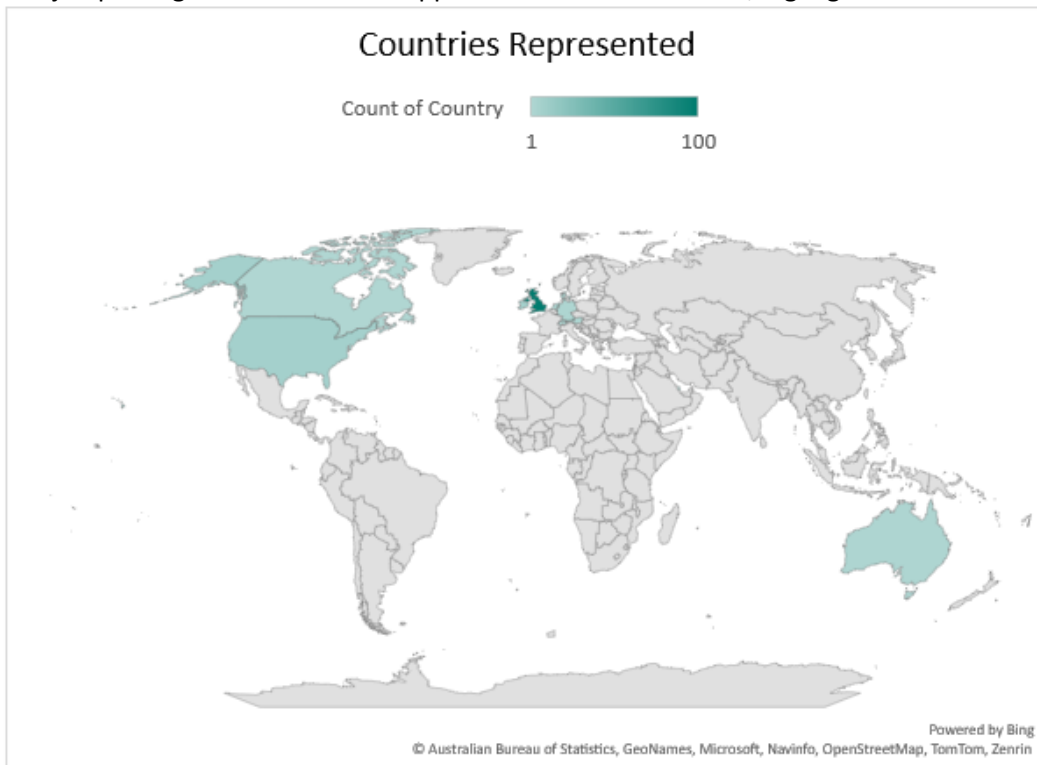 Countries Represented
Count of Country
1 100
Powered by Bing
© Australian Bureau of Statistics, GeoNames, Microsoft, Navinfo, OpenStreetMap, TomTom, Zenrin